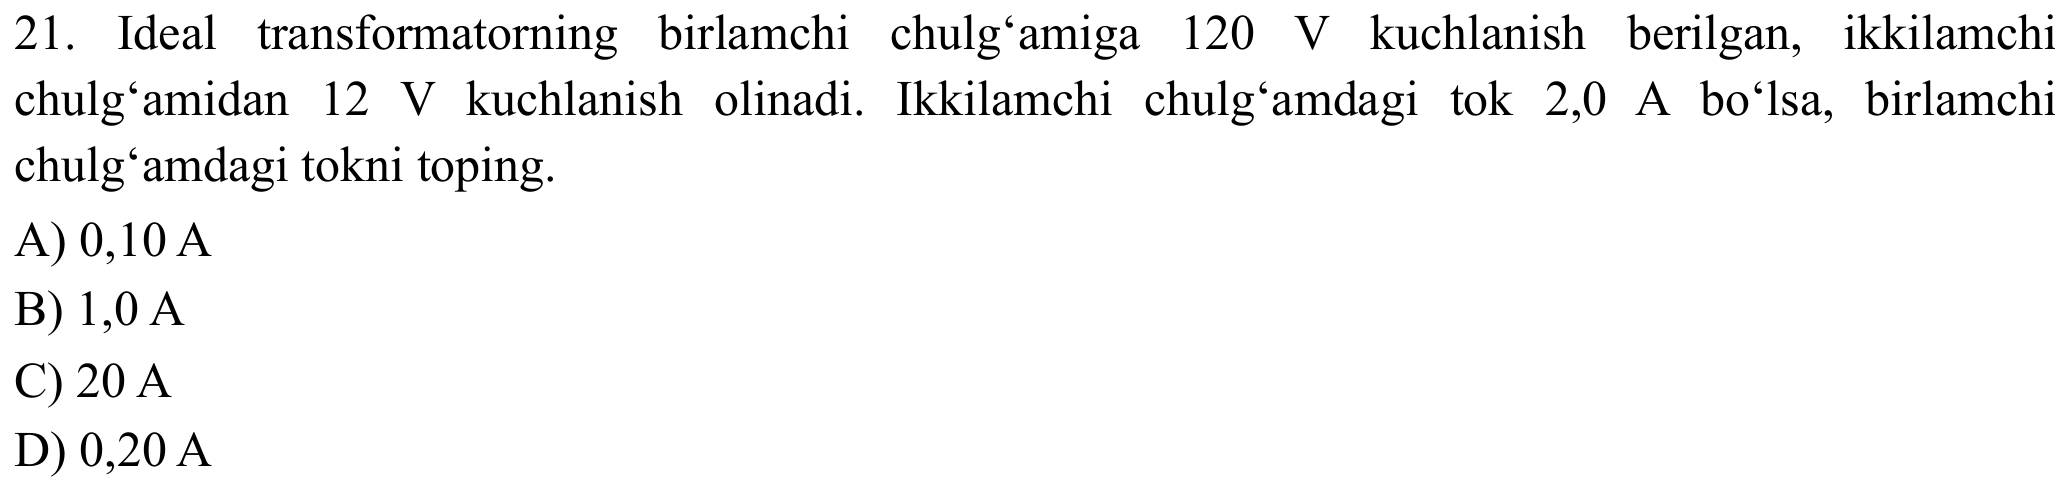 21. Ideal transformatorning birlamchi chulg‘amiga 120 V kuchlanish berilgan, ikkilamchi
chulg‘amidan 12 V kuchlanish olinadi. Ikkilamchi chulg‘amdagi tok 2,0 A bo‘lsa, birlamchi
chulg‘amdagi tokni toping.
A) 0,10 A
B) 1,0 A
C) 20 A
D) 0,20 A